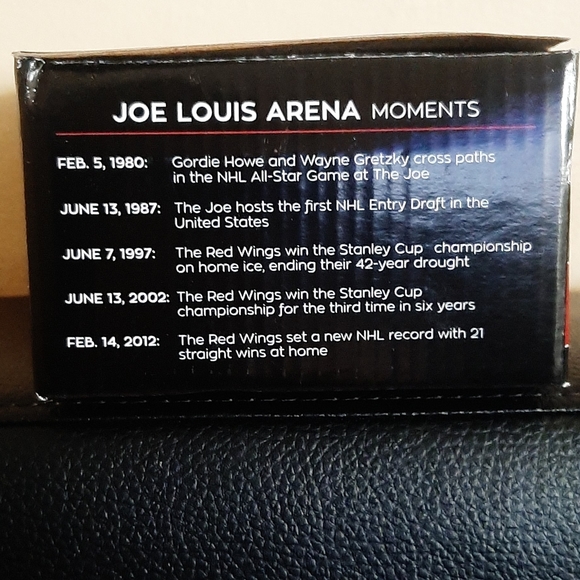 JOE LOUIS ARENA MOMENTS
FEB. 5, 1980: Gordie Howe and Wayne Gretzky cross paths
in the NHL All-Star Game at The Joe
JUNE 13, 1987: The Joe hosts the first NHL Entry Draft in the
United States
JUNE 7, 1997: The Red Wings win the Stanley Cup championship
on home ice, ending their 42-year drought
JUNE 13, 2002: The Red Wings win the Stanley Cup
championship for the third time in six years
FEB. 14, 2012: The Red Wings set a new NHL record with 21
straight wins at home